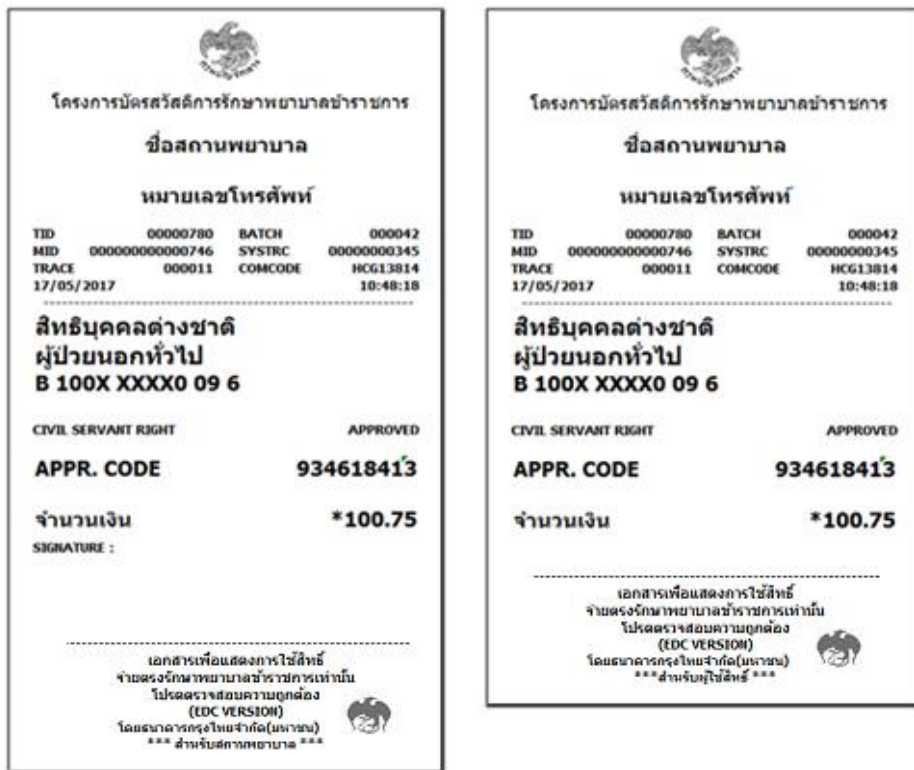 โครงการบัตรสวัสดิการรักษาพยาบาลข้าราชการ
ชื่อสถานพยาบาล
หมายเลขโทรศัพท์
TID 00000780 BATCH 000042
MID 000000000000746 SYSTRC 00000000345
TRACE 000011 COMCODE HCG13814
17/05/2017 10:48:18
สิทธิบุคคลต่างชาติ
ผู้ป่วยนอกทั่วไป
B 100X XXXX0 09 6
CIVIL SERVANT RIGHT APPROVED
APPR. CODE 934618413
จำนวนเงิน *100.75
SIGNATURE :
เอกสารเพื่อแสดงการใช้สิทธิ์
จ่ายตรงรักษาพยาบาลข้าราชการเท่านั้น
โปรดตรวจสอบความถูกต้อง
(EDC VERSION)
โดยธนาคารกรุงไทยจำกัด(มหาชน)
*** สำหรับสถานพยาบาล ***
โครงการบัตรสวัสดิการรักษาพยาบาลข้าราชการ
ชื่อสถานพยาบาล
หมายเลขโทรศัพท์
TID 00000780 BATCH 000042
MID 000000000000746 SYSTRC 00000000345
TRACE 000011 COMCODE HCG13814
17/05/2017 10:48:18
สิทธิบุคคลต่างชาติ
ผู้ป่วยนอกทั่วไป
B 100X XXXX0 09 6
CIVIL SERVANT RIGHT APPROVED
APPR. CODE 934618413
จำนวนเงิน *100.75
เอกสารเพื่อแสดงการใช้สิทธิ์
จ่ายตรงรักษาพยาบาลข้าราชการเท่านั้น
โปรดตรวจสอบความถูกต้อง
(EDC VERSION)
โดยธนาคารกรุงไทยจำกัด(มหาชน)
***สำหรับผู้ใช้สิทธิ์ ***